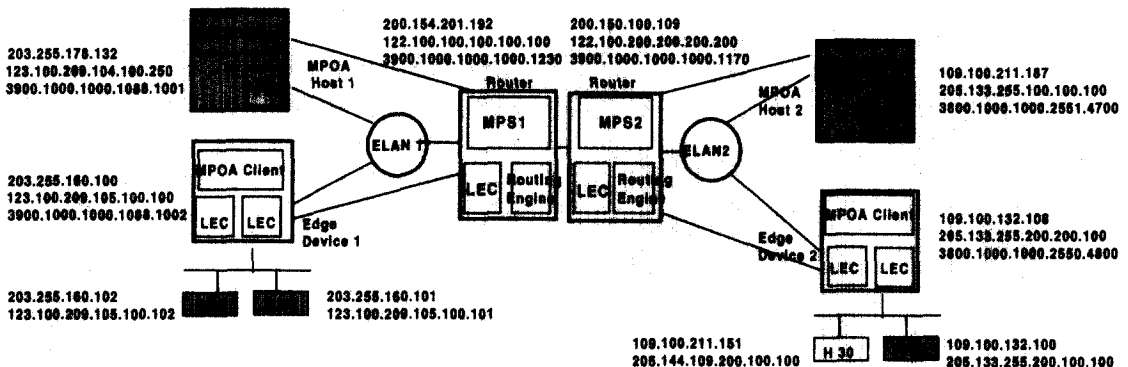 203.255.178.132
123.100.209.104.100.250
3900.1000.1000.1088.1001
MPOA
Host 1
200.154.201.192
122.100.100.100.100.100
3900.1000.1000.1000.1230
Router
200.150.100.109
122.100.200.200.200.200
3900.1000.1000.1000.1170
Router
MPOA
Host 2
109.100.211.187
205.133.255.100.100.100
3800.1000.1000.2551.4700
MPS1
MPS2
ELAN 1
ELAN2
LEC
Routing
Engine
LEC
Routing
Engine
203.255.160.100
123.100.209.105.100.100
3900.1000.1000.1088.1002
MPOA Client
LEC
LEC
Edge
Device 1
Edge
Device 2
MPOA Client
LEC
LEC
109.100.132.108
205.133.255.200.200.100
3800.1000.1000.2550.4800
203.255.160.102
123.100.209.105.100.102
203.255.160.101
123.100.209.105.100.101
109.100.211.151
205.144.109.200.100.100
H 30
109.100.132.100
205.133.255.200.100.100